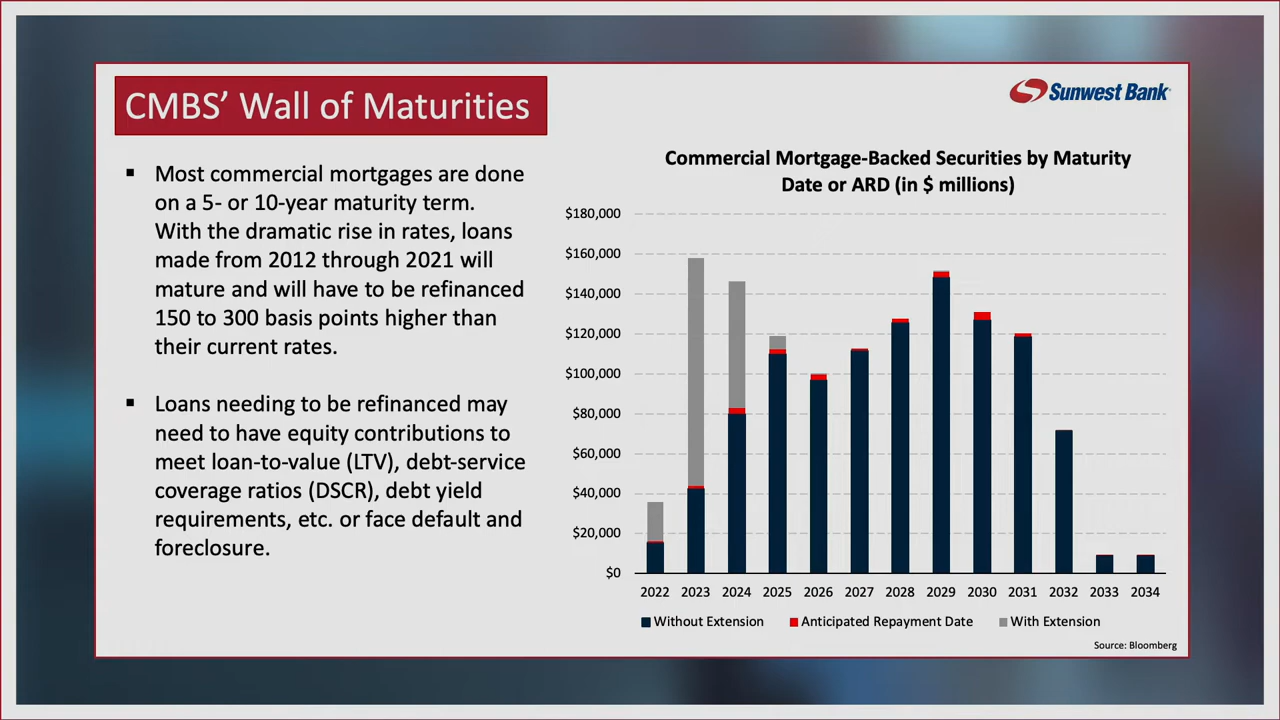 CMBS’ Wall of Maturities
Sunwest Bank
▪ Most commercial mortgages are done
on a 5- or 10-year maturity term.
With the dramatic rise in rates, loans
made from 2012 through 2021 will
mature and will have to be refinanced
150 to 300 basis points higher than
their current rates.
▪ Loans needing to be refinanced may
need to have equity contributions to
meet loan-to-value (LTV), debt-service
coverage ratios (DSCR), debt yield
requirements, etc. or face default and
foreclosure.
Commercial Mortgage-Backed Securities by Maturity
Date or ARD (in $ millions)
$180,000
$160,000
$140,000
$120,000
$100,000
$80,000
$60,000
$40,000
$20,000
$0
2022 2023 2024 2025 2026 2027 2028 2029 2030 2031 2032 2033 2034
Without Extension Anticipated Repayment Date With Extension
Source: Bloomberg